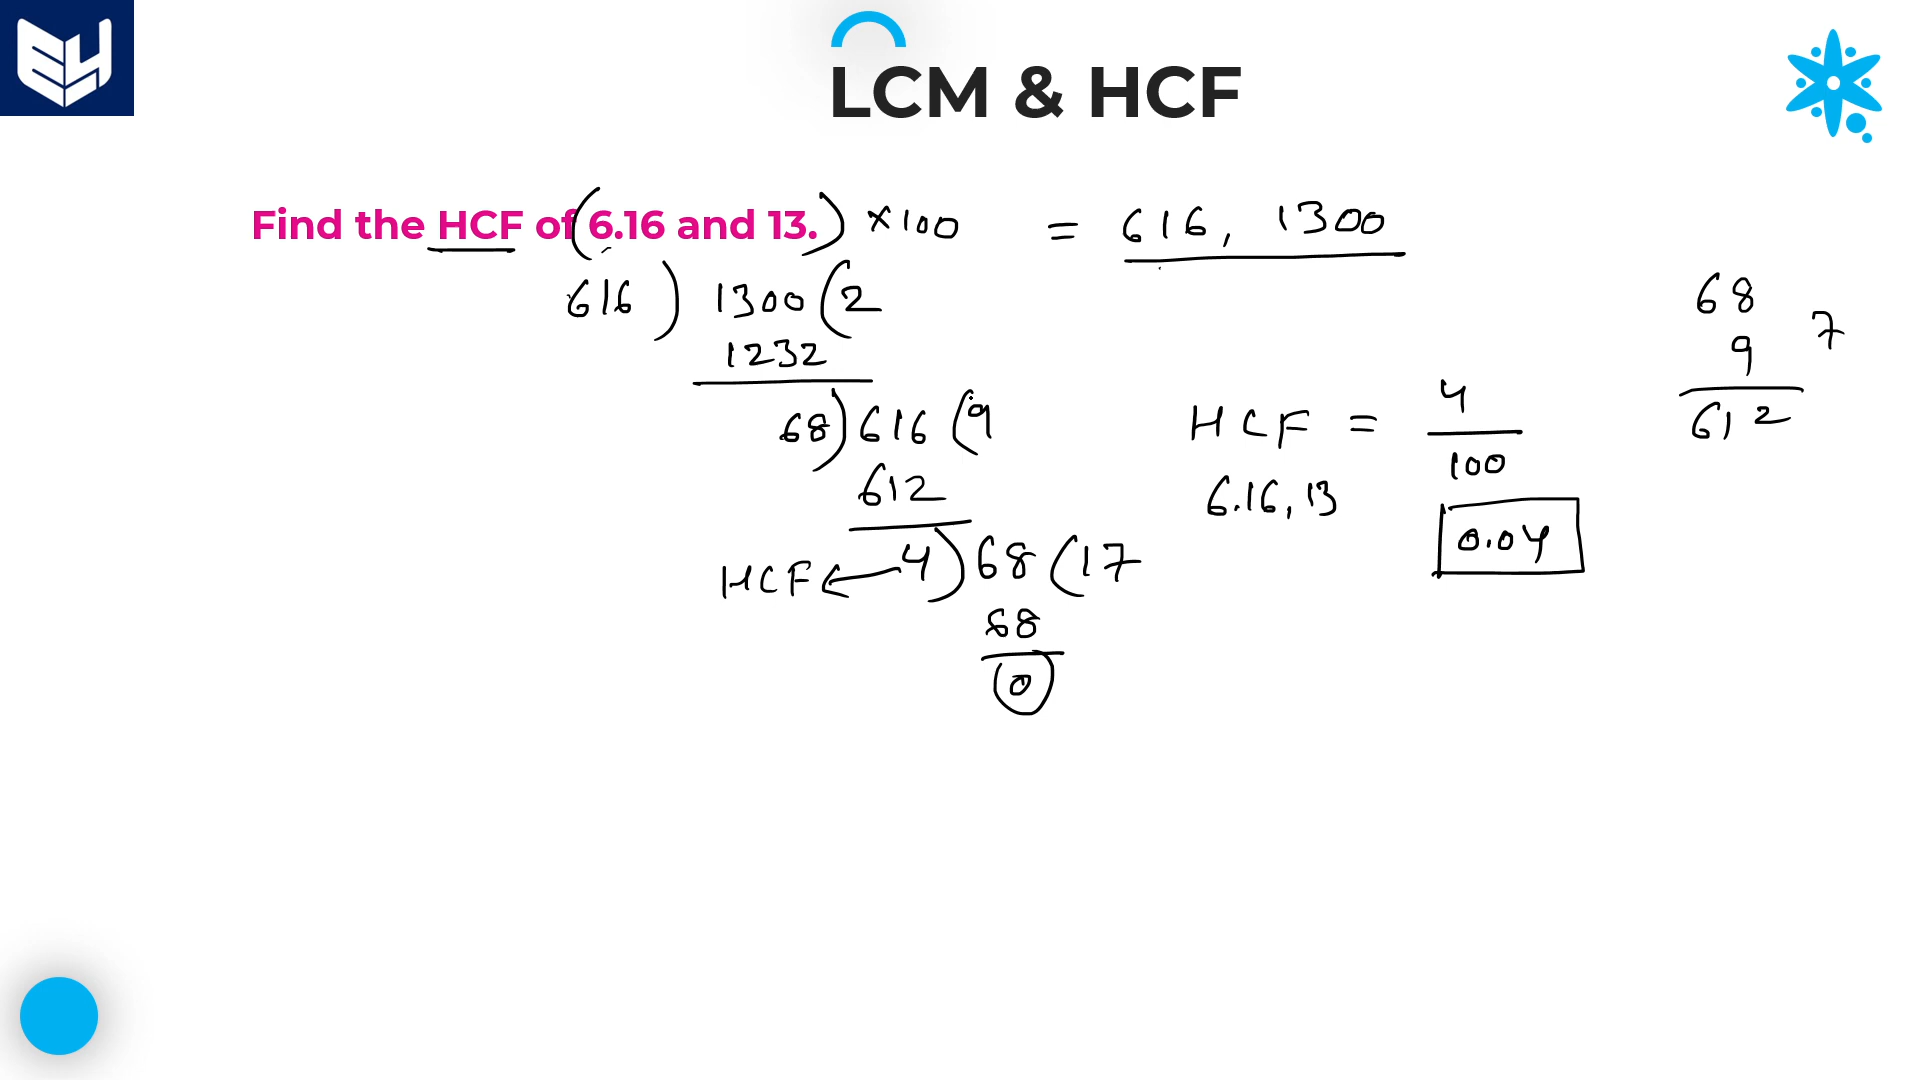 LCM & HCF
Find the HCF of (6.16 and 13.) ×100 = 616, 1300
616) 1300 (2
1232
68) 616 (9
612
HCF ← 4) 68 (17
68
0
HCF = 4
6.16, 13 100
0.04
68
9 7
612